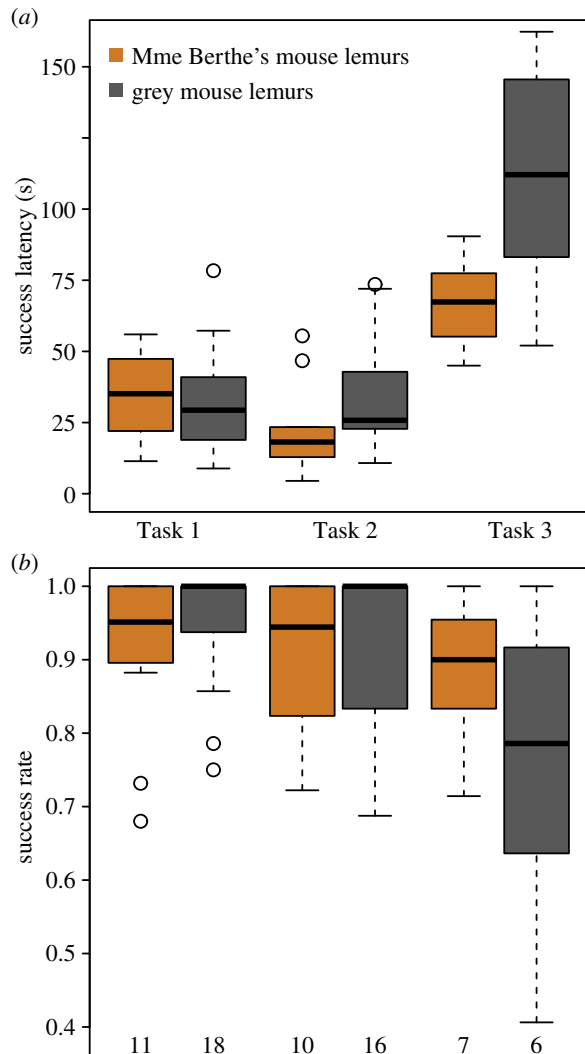 (a)
150
100
75
50
25
0
success latency (s)
Mme Berthe's mouse lemurs
grey mouse lemurs
Task 1 Task 2 Task 3
(b)
1.0
0.9
0.8
0.7
0.6
0.5
0.4
success rate
11 18 10 16 7 6